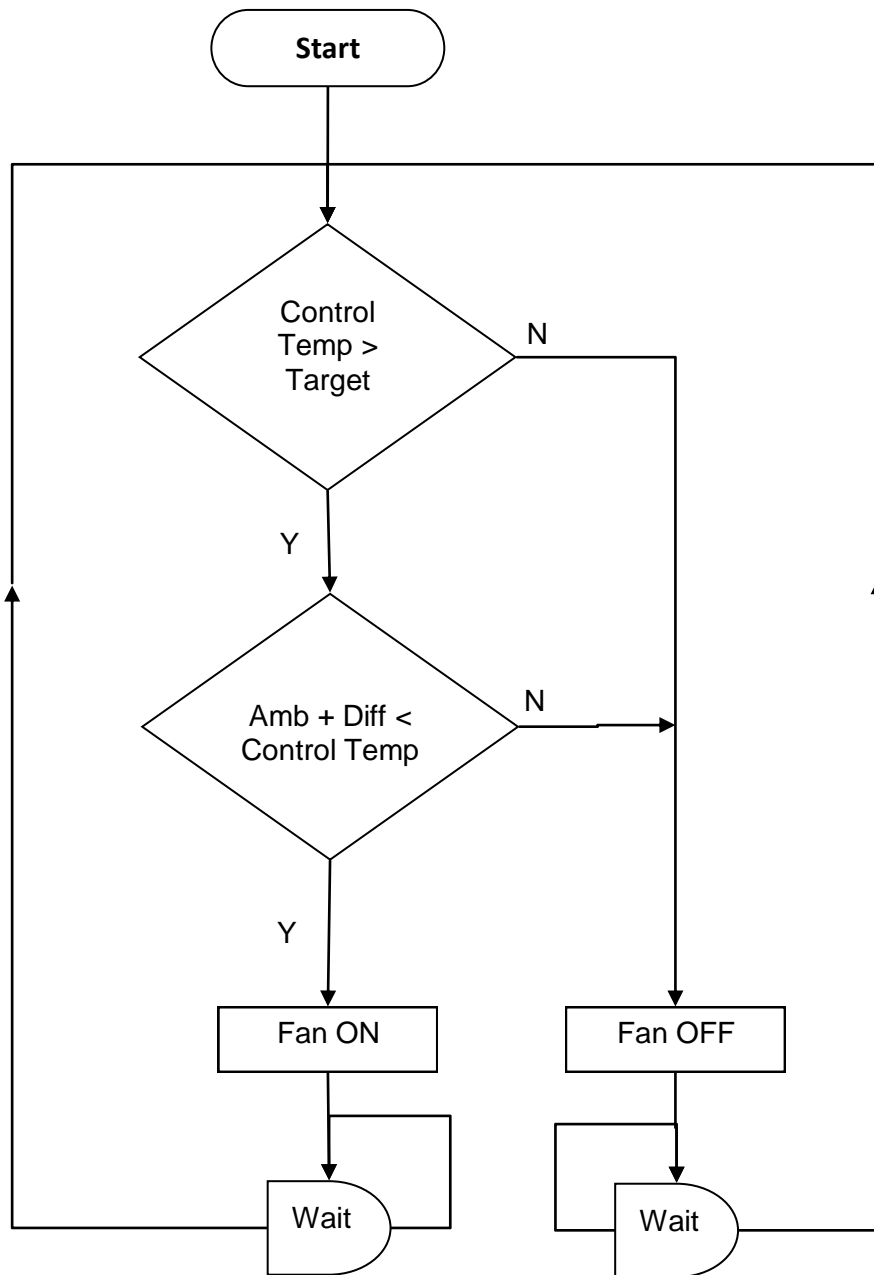 Start
Control
Temp >
Target
N
Y
Amb + Diff <
Control Temp
N
Y
Fan ON
Fan OFF
Wait
Wait